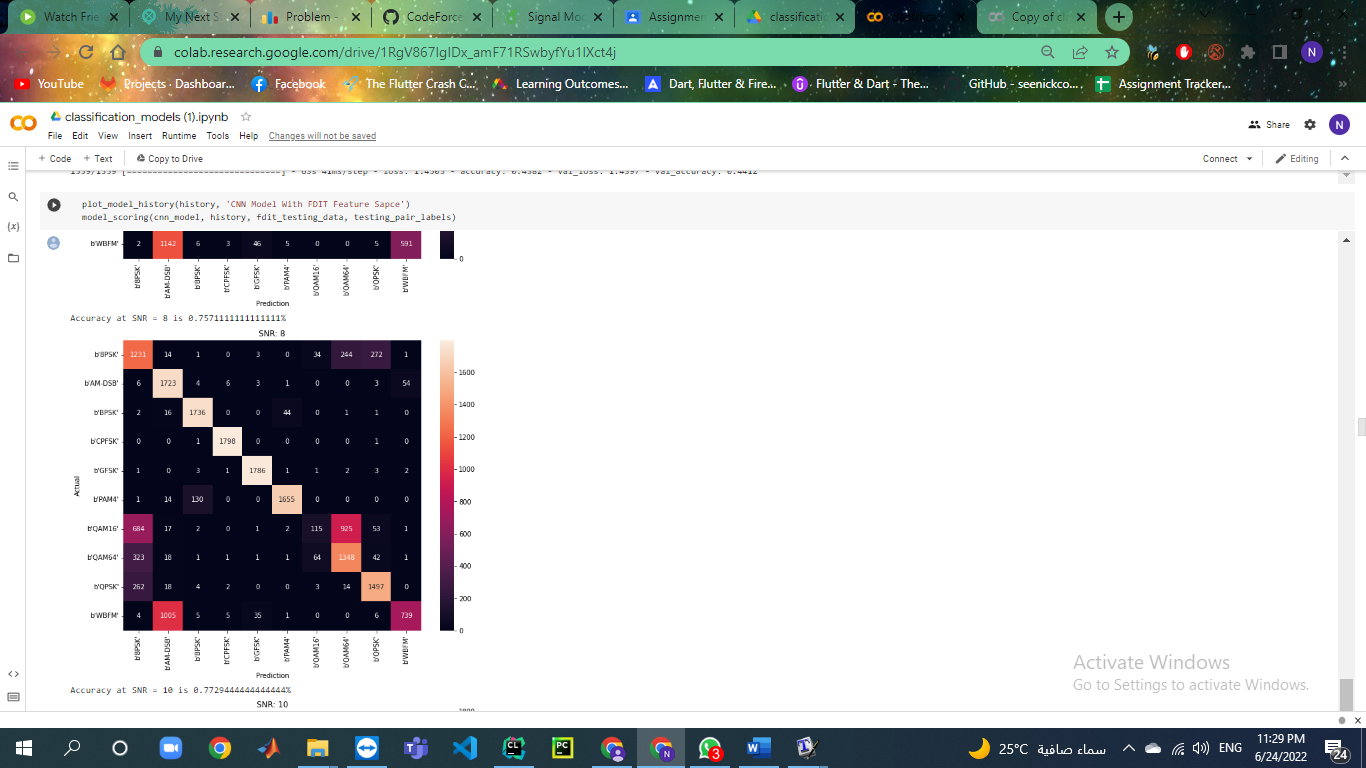 Watch Frie
My Next S
Problem -
CodeForce
Signal Mo
Assignmen
classificatio
Copy of cl
colab.research.google.com/drive/1RgV867IgIDx_amF71RSwbyfYu1IXct4j
N
YouTube
Projects · Dashboar...
Facebook
The Flutter Crash C...
Learning Outcomes...
Dart, Flutter & Fire...
Flutter & Dart - The...
GitHub - seenickco...
Assignment Tracker...
classification_models (1).ipynb
Share
N
File Edit View Insert Runtime Tools Help Changes will not be saved
+ Code + Text Copy to Drive
Connect
Editing
plot_model_history(history, 'CNN Model With FDIT Feature Sapce')
model_scoring(cnn_model, history, fdit_testing_data, testing_pair_labels)
b'WBFM' 2 1142 6 3 46 5 0 0 5 591
0
b'8PSK' b'AM-DSB' b'BPSK' b'CPFSK' b'GFSK' b'PAM4' b'QAM16' b'QAM64' b'QPSK' b'WBFM'
Prediction
Accuracy at SNR = 8 is 0.7571111111111111%
SNR: 8
b'8PSK' 1231 14 1 0 3 0 34 244 272 1
b'AM-DSB' 6 1723 4 6 3 1 0 0 3 54
b'BPSK' 2 16 1736 0 0 44 0 1 1 0
b'CPFSK' 0 0 1 1798 0 0 0 0 1 0
b'GFSK' 1 0 3 1 1786 1 1 2 3 2
b'PAM4' 1 14 130 0 0 1655 0 0 0 0
b'QAM16' 684 17 2 0 1 2 115 925 53 1
b'QAM64' 323 18 1 1 1 1 64 1348 42 1
b'QPSK' 262 18 4 2 0 0 3 14 1497 0
b'WBFM' 4 1005 5 5 35 1 0 0 6 739
Actual
1600
1400
1200
1000
800
600
400
200
0
b'8PSK' b'AM-DSB' b'BPSK' b'CPFSK' b'GFSK' b'PAM4' b'QAM16' b'QAM64' b'QPSK' b'WBFM'
Prediction
Accuracy at SNR = 10 is 0.7729444444444444%
SNR: 10
Activate Windows
Go to Settings to activate Windows.
3
25°C سماء صافية
ENG
11:29 PM
6/24/2022
24